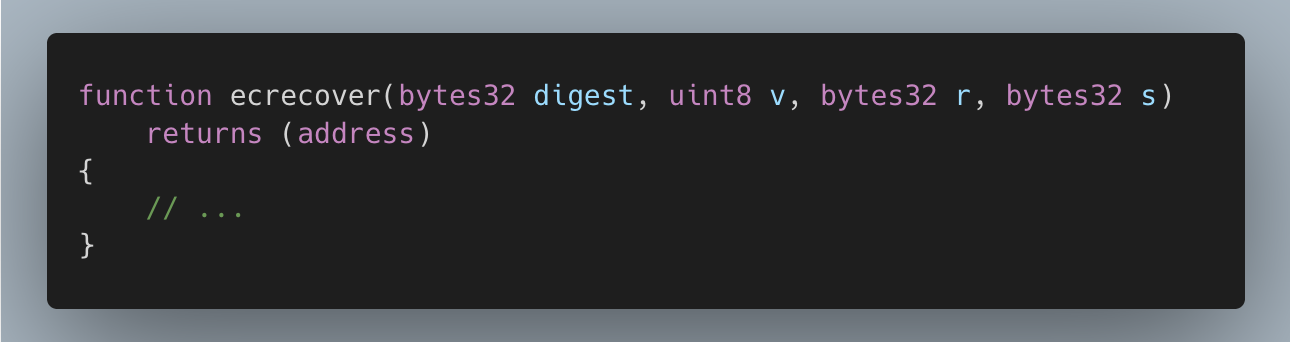 function ecrecover(bytes32 digest, uint8 v, bytes32 r, bytes32 s)
    returns (address)
{
    // ...
}